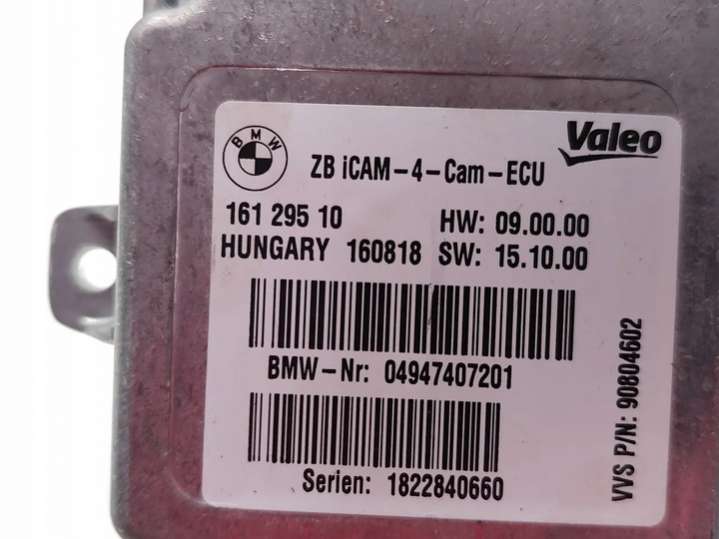 BMW
Valeo
ZB iCAM-4-Cam-ECU
161 295 10 HW: 09.00.00
HUNGARY 160818 SW: 15.10.00
BMW-Nr: 04947407201
Serien: 1822840660
VVS P/N: 90804602